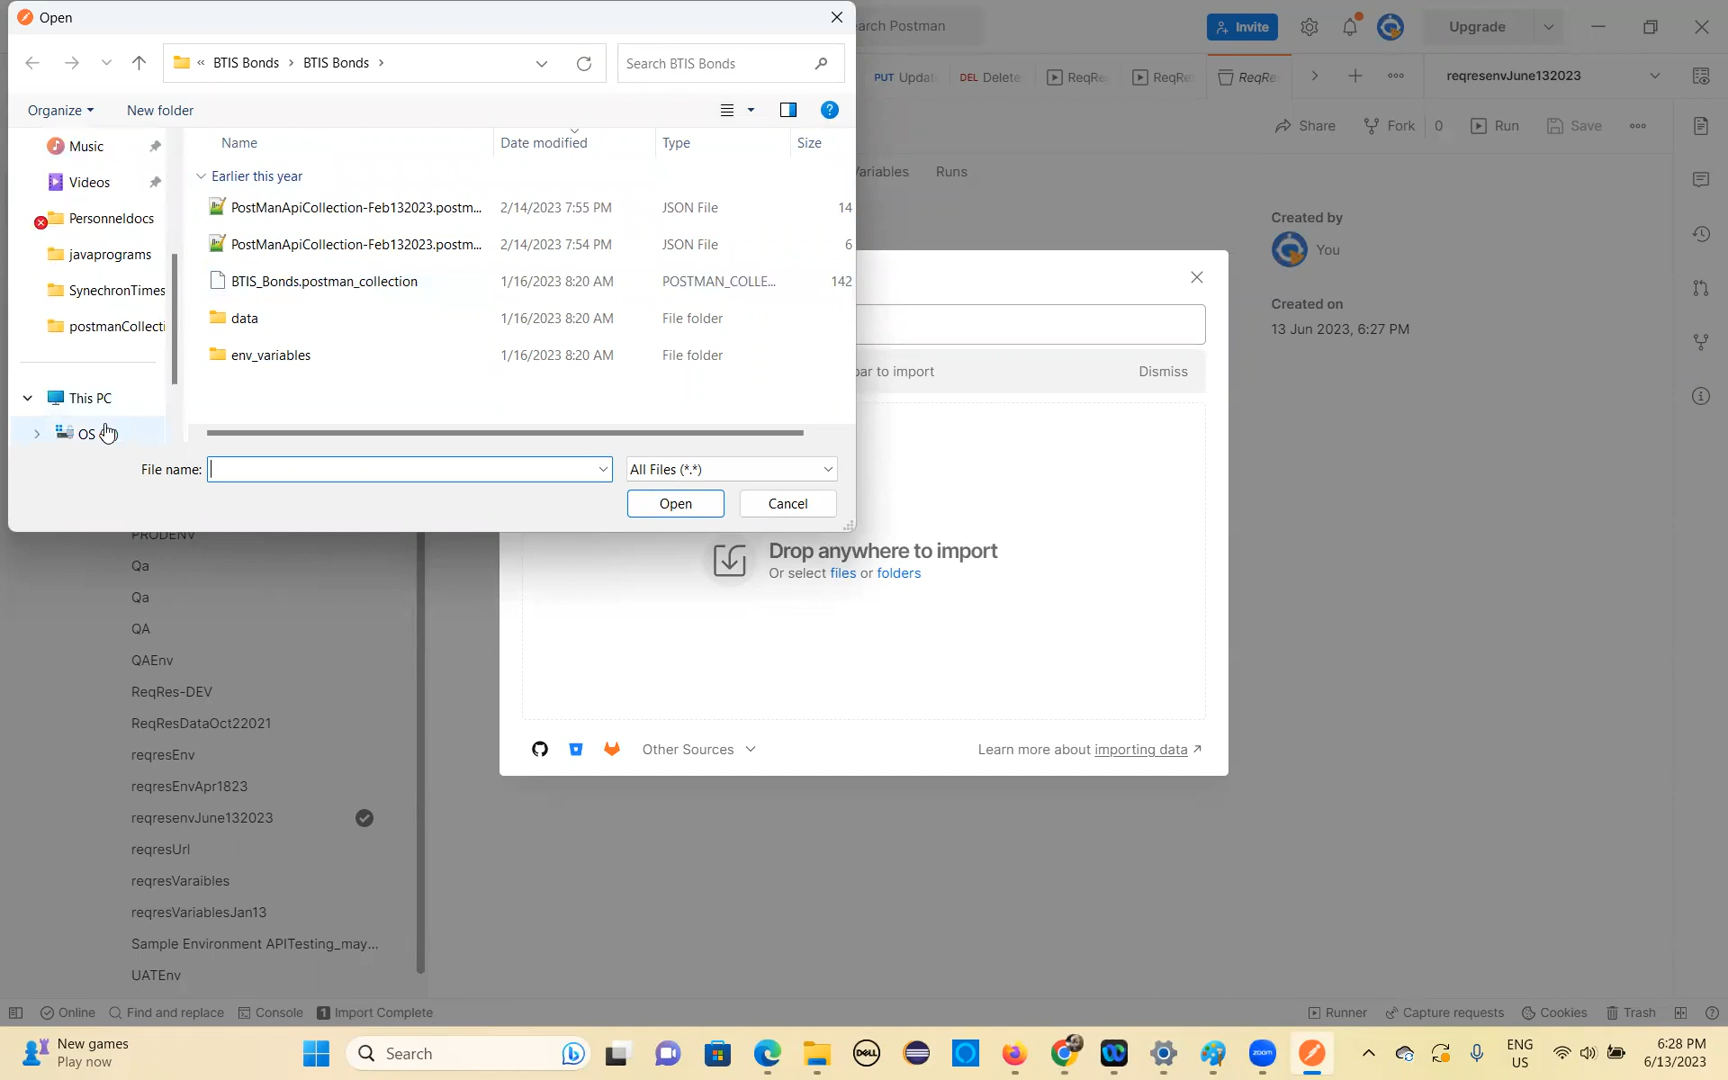 Open
Search Postman
Invite
Upgrade
« BTIS Bonds > BTIS Bonds >
Search BTIS Bonds
PUT Updat
DEL Delete
ReqRe
ReqRes
ReqRes
reqresenvJune132023
Organize
New folder
Share
Fork 0
Run
Save
Name
Date modified
Type
Size
Music
Videos
Personneldocs
javaprograms
SynechronTimes
postmanCollecti
This PC
OS
Earlier this year
PostManApiCollection-Feb132023.postm... 2/14/2023 7:55 PM JSON File 14
PostManApiCollection-Feb132023.postm... 2/14/2023 7:54 PM JSON File 6
BTIS_Bonds.postman_collection 1/16/2023 8:20 AM POSTMAN_COLLE... 142
data 1/16/2023 8:20 AM File folder
env_variables 1/16/2023 8:20 AM File folder
Variables
Runs
Created by
You
Created on
13 Jun 2023, 6:27 PM
bar to import
Dismiss
File name:
All Files (*.*)
Open
Cancel
Drop anywhere to import
Or select files or folders
Other Sources
Learn more about importing data ↗
PRODENV
Qa
Qa
QA
QAEnv
ReqRes-DEV
ReqResDataOct22021
reqresEnv
reqresEnvApr1823
reqresenvJune132023
reqresUrl
reqresVaraibles
reqresVariablesJan13
Sample Environment APITesting_may...
UATEnv
Online
Find and replace
Console
1 Import Complete
Runner
Capture requests
Cookies
Trash
New games
Play now
Search
DELL
zoom
ENG
US
6:28 PM
6/13/2023